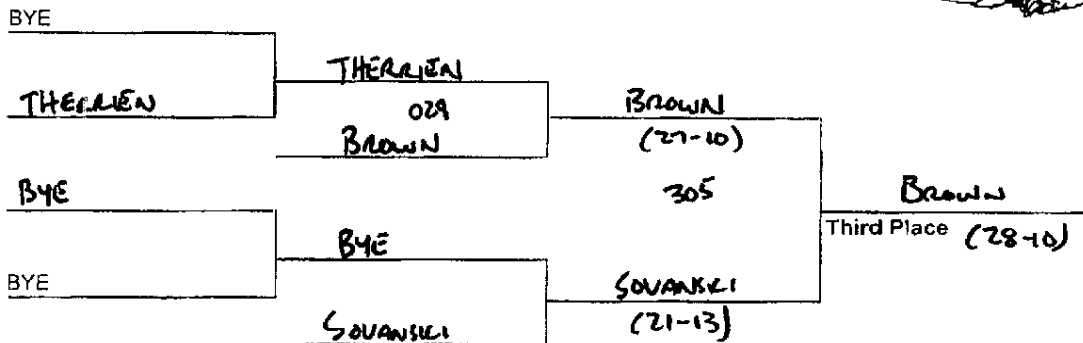 BYE
THERRIEN
THERRIEN
029
BROWN
BROWN
(27-10)
BYE
305
BROWN
Third Place (28-10)
BYE
BYE
SOVANSKI
(21-13)
SOVANSKI